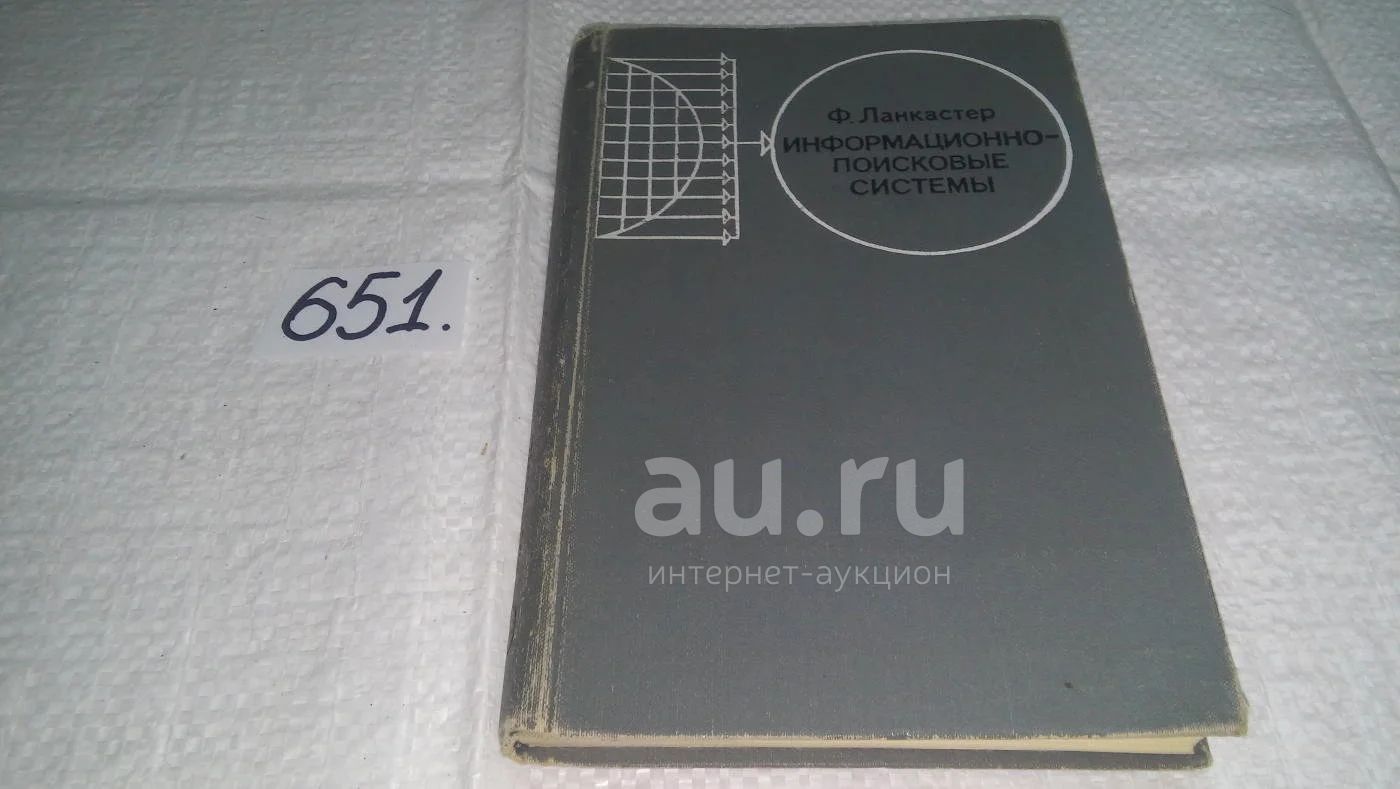 Ф. Ланкастер
ИНФОРМАЦИОННО-
ПОИСКОВЫЕ
СИСТЕМЫ
651.
au.ru
интернет-аукцион